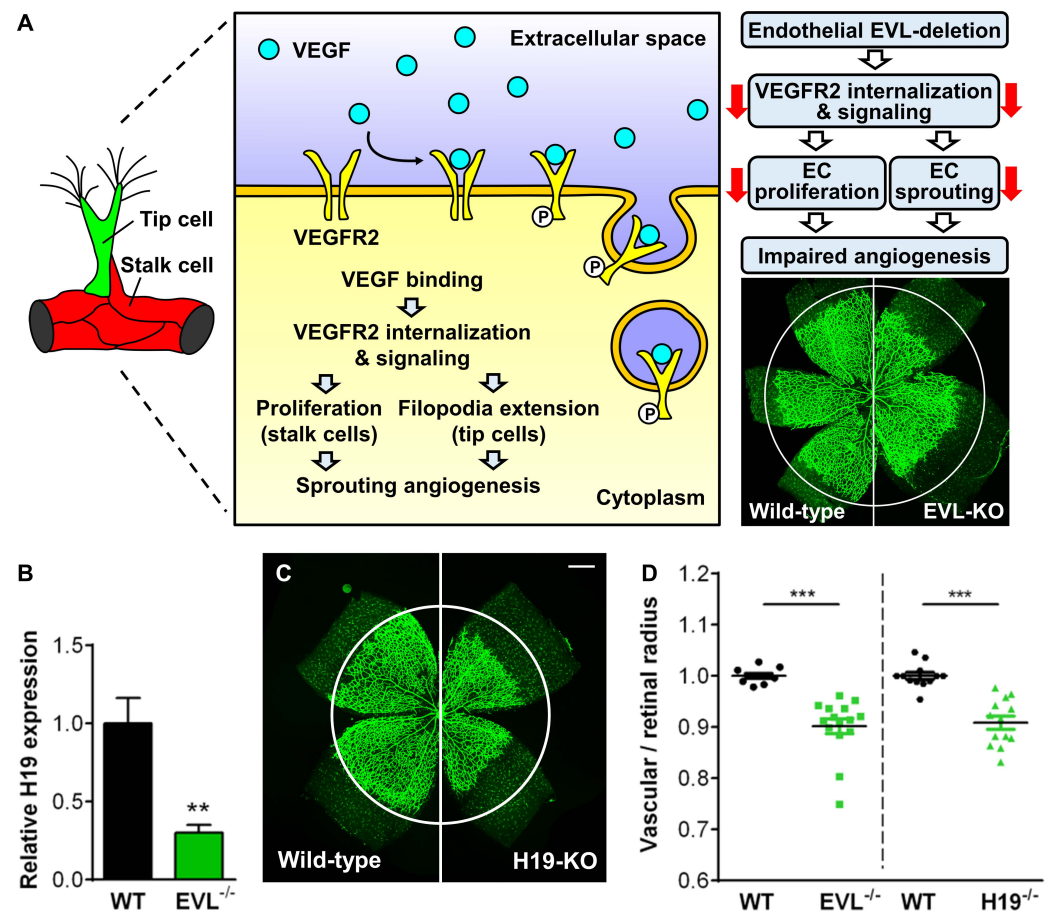 A
VEGF
Extracellular space
Tip cell
Stalk cell
VEGFR2
P
P
P
VEGF binding
VEGFR2 internalization
& signaling
Proliferation
(stalk cells)
Filopodia extension
(tip cells)
Sprouting angiogenesis
Cytoplasm
Endothelial EVL-deletion
VEGFR2 internalization
& signaling
EC
proliferation
EC
sprouting
Impaired angiogenesis
Wild-type
EVL-KO
B
Relative H19 expression
1.5
1.0
0.5
0.0
**
WT
EVL-/-
C
Wild-type
H19-KO
D
Vascular / retinal radius
1.2
1.1
1.0
0.9
0.8
0.7
0.6
***
***
WT
EVL-/-
WT
H19-/-